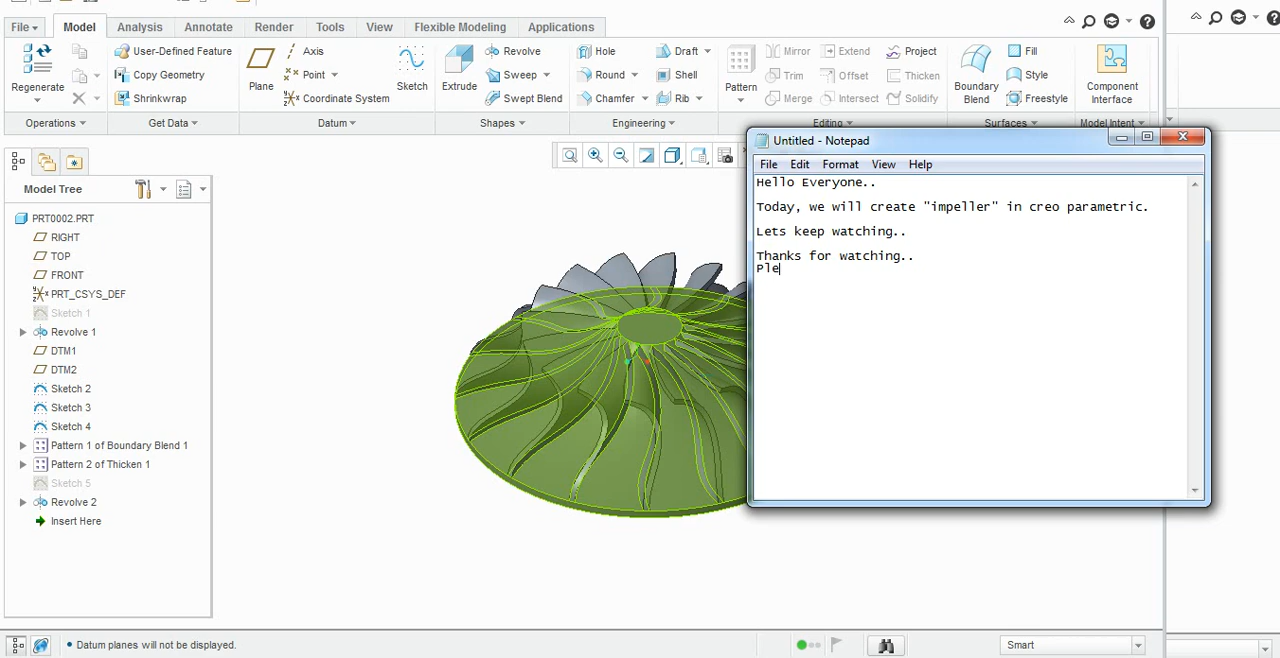 File Model Analysis Annotate Render Tools View Flexible Modeling Applications
Regenerate
User-Defined Feature
Copy Geometry
Shrinkwrap
Plane
Axis
Point
Coordinate System
Sketch
Extrude
Revolve
Sweep
Swept Blend
Hole
Round
Chamfer
Draft
Shell
Rib
Pattern
Mirror
Trim
Merge
Extend
Offset
Intersect
Project
Thicken
Solidify
Boundary
Blend
Fill
Style
Freestyle
Component
Interface
Operations Get Data Datum Shapes Engineering Editing Surfaces Model Intent
Model Tree
PRT0002.PRT
RIGHT
TOP
FRONT
PRT_CSYS_DEF
Sketch 1
Revolve 1
DTM1
DTM2
Sketch 2
Sketch 3
Sketch 4
Pattern 1 of Boundary Blend 1
Pattern 2 of Thicken 1
Sketch 5
Revolve 2
Insert Here
Untitled - Notepad
File Edit Format View Help
Hello Everyone..
Today, we will create "impeller" in creo parametric.
Lets keep watching..
Thanks for watching..
Ple
Datum planes will not be displayed.
Smart